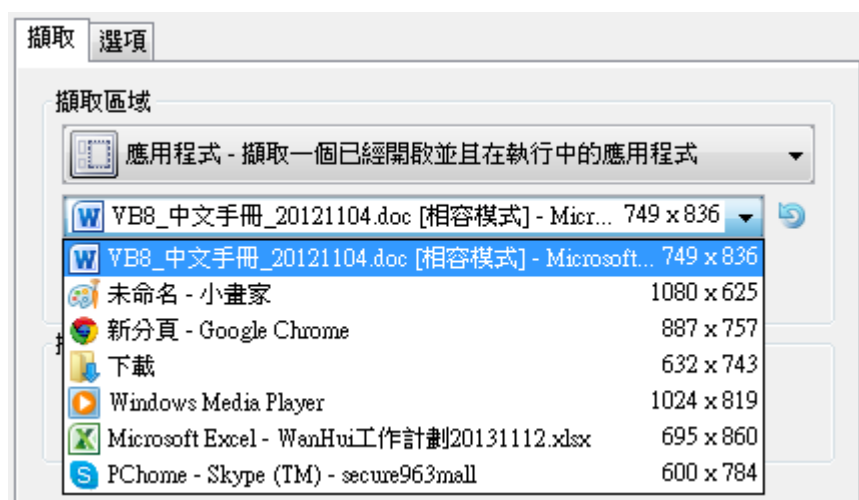 擷取 選項
擷取區域
應用程式 - 擷取一個已經開啟並且在執行中的應用程式
VB8_中文手冊_20121104.doc [相容模式] - Micr... 749 x 836
VB8_中文手冊_20121104.doc [相容模式] - Microsoft... 749 x 836
未命名 - 小畫家 1080 x 625
新分頁 - Google Chrome 887 x 757
下載 632 x 743
Windows Media Player 1024 x 819
Microsoft Excel - WanHui工作計劃20131112.xlsx 695 x 860
PChome - Skype (TM) - secure963mall 600 x 784